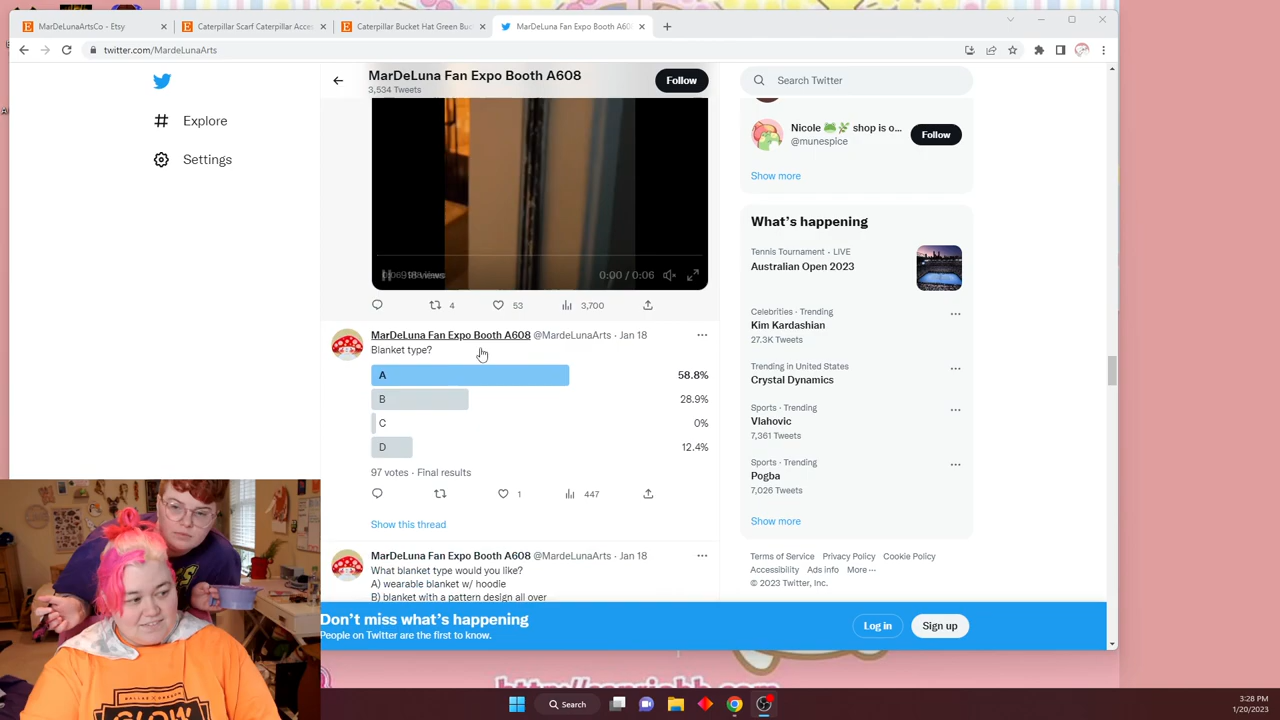 MarDeLunaArtsCo - Etsy
Caterpillar Scarf Caterpillar Acces
Caterpillar Bucket Hat Green Buc
MarDeLuna Fan Expo Booth A60
twitter.com/MardeLunaArts
Explore
Settings
MarDeLuna Fan Expo Booth A608
3,534 Tweets
Follow
0:00 / 0:06
4
53
3,700
MarDeLuna Fan Expo Booth A608 @MardeLunaArts · Jan 18
Blanket type?
A 58.8%
B 28.9%
C 0%
D 12.4%
97 votes · Final results
1
447
Show this thread
MarDeLuna Fan Expo Booth A608 @MardeLunaArts · Jan 18
What blanket type would you like?
A) wearable blanket w/ hoodie
B) blanket with a pattern design all over
Search Twitter
Nicole shop is o...
@munespice
Follow
Show more
What's happening
Tennis Tournament · LIVE
Australian Open 2023
Celebrities · Trending
Kim Kardashian
27.3K Tweets
Trending in United States
Crystal Dynamics
Sports · Trending
Vlahovic
7,361 Tweets
Sports · Trending
Pogba
7,026 Tweets
Show more
Terms of Service Privacy Policy Cookie Policy
Accessibility Ads info More ...
© 2023 Twitter, Inc.
Don't miss what's happening
People on Twitter are the first to know.
Log in
Sign up
GLOW
Search
3:28 PM
1/20/2023